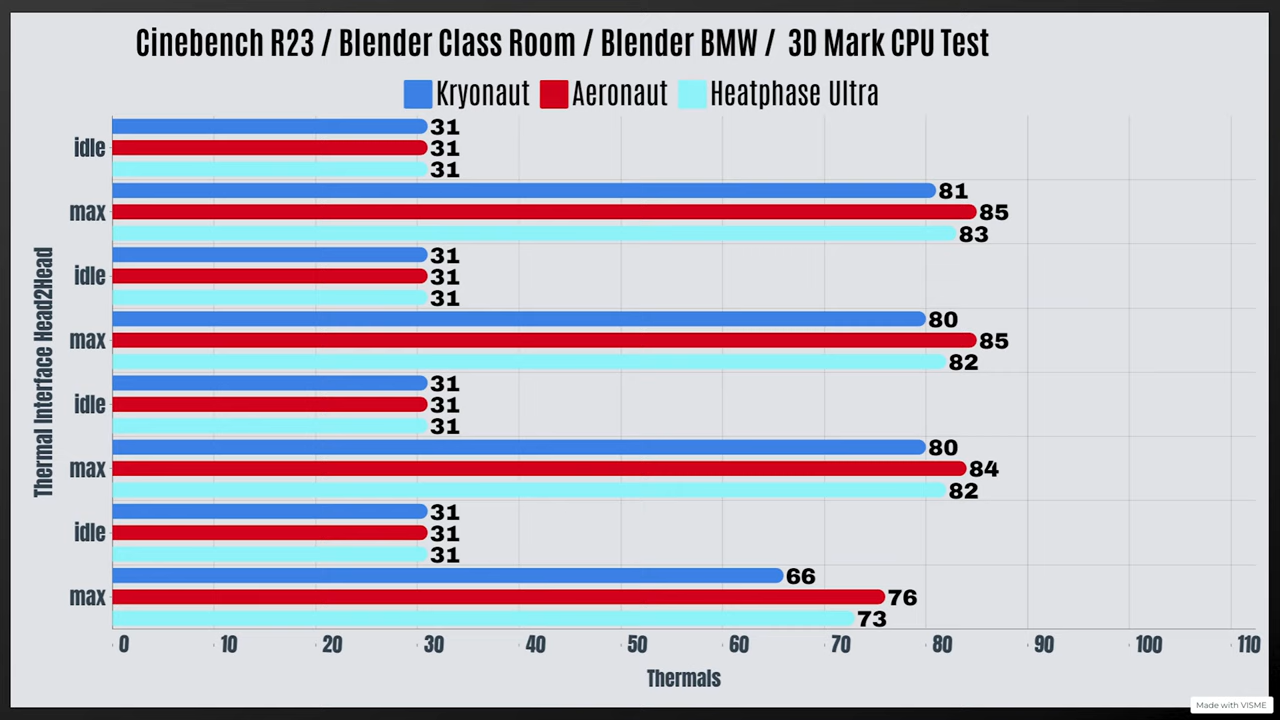 Cinebench R23 / Blender Class Room / Blender BMW / 3D Mark CPU Test
Kryonaut Aeronaut Heatphase Ultra
Thermal Interface Head2Head
idle
31
31
31
max
81
85
83
idle
31
31
31
max
80
85
82
idle
31
31
31
max
80
84
82
idle
31
31
31
max
66
76
73
0 10 20 30 40 50 60 70 80 90 100 110
Thermals
Made with VISME